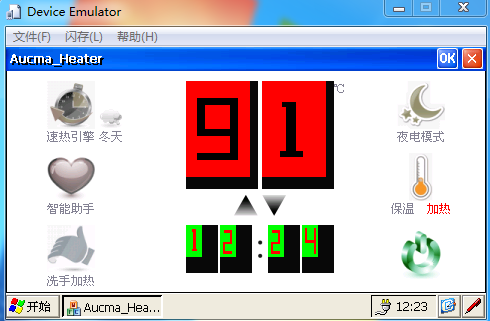 Device Emulator
文件(F) 闪存(L) 帮助(H)
Aucma_Heater OK
91 ℃
速热引擎 冬天
夜电模式
智能助手
保温 加热
12:24
洗手加热
开始 Aucma_Hea... 12:23